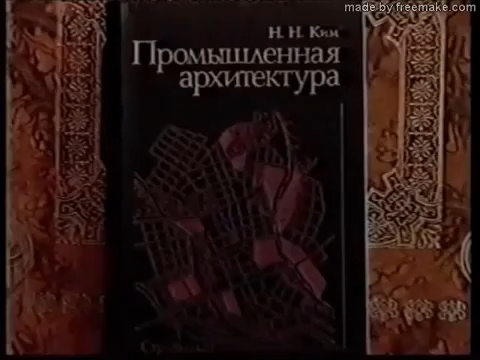 made by freemake.com
Н. Н. Ким
Промышленная
архитектура